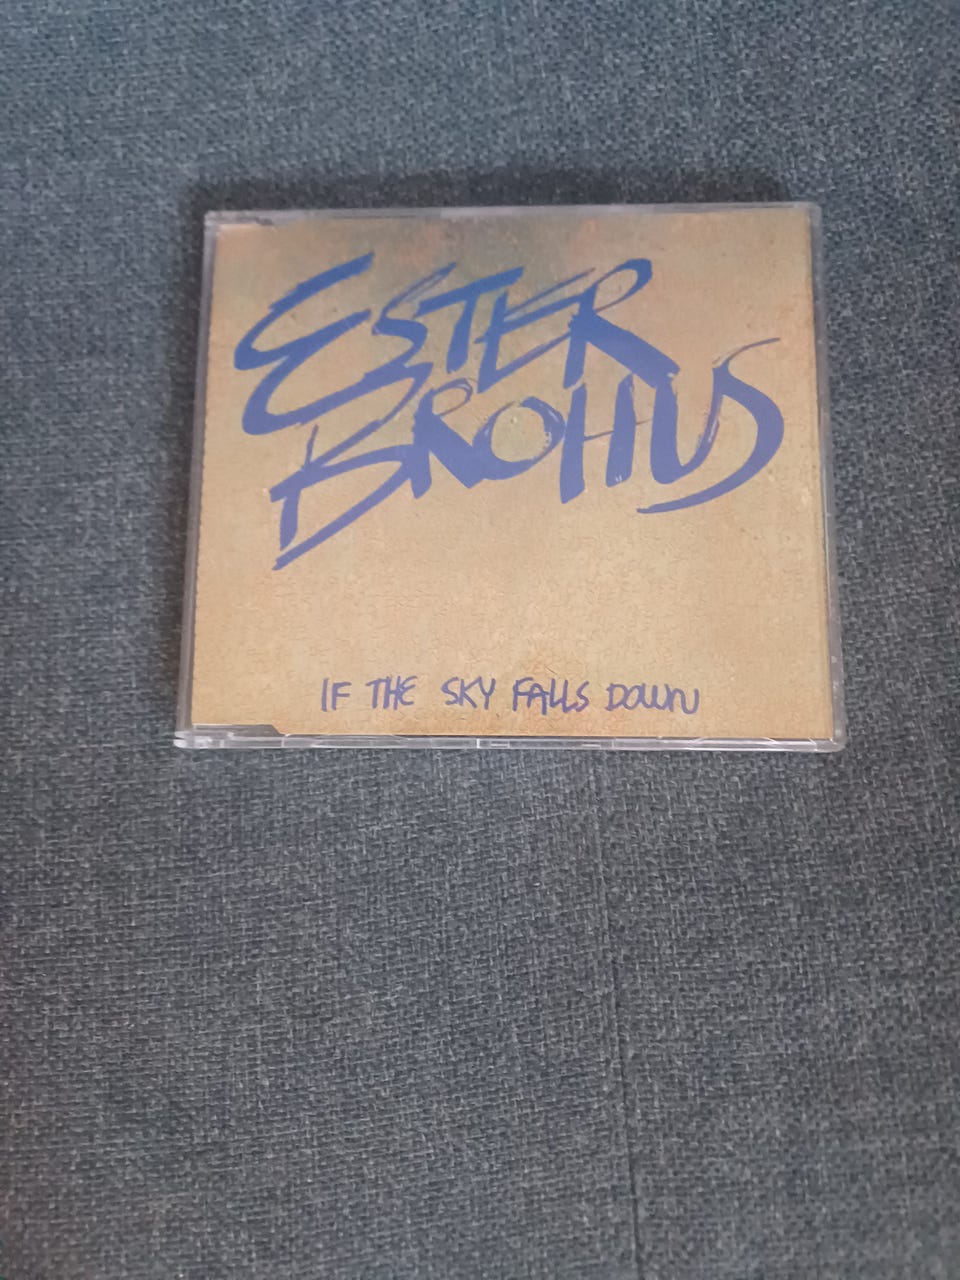 ESTER
BROHUS
IF THE SKY FALLS DOWN